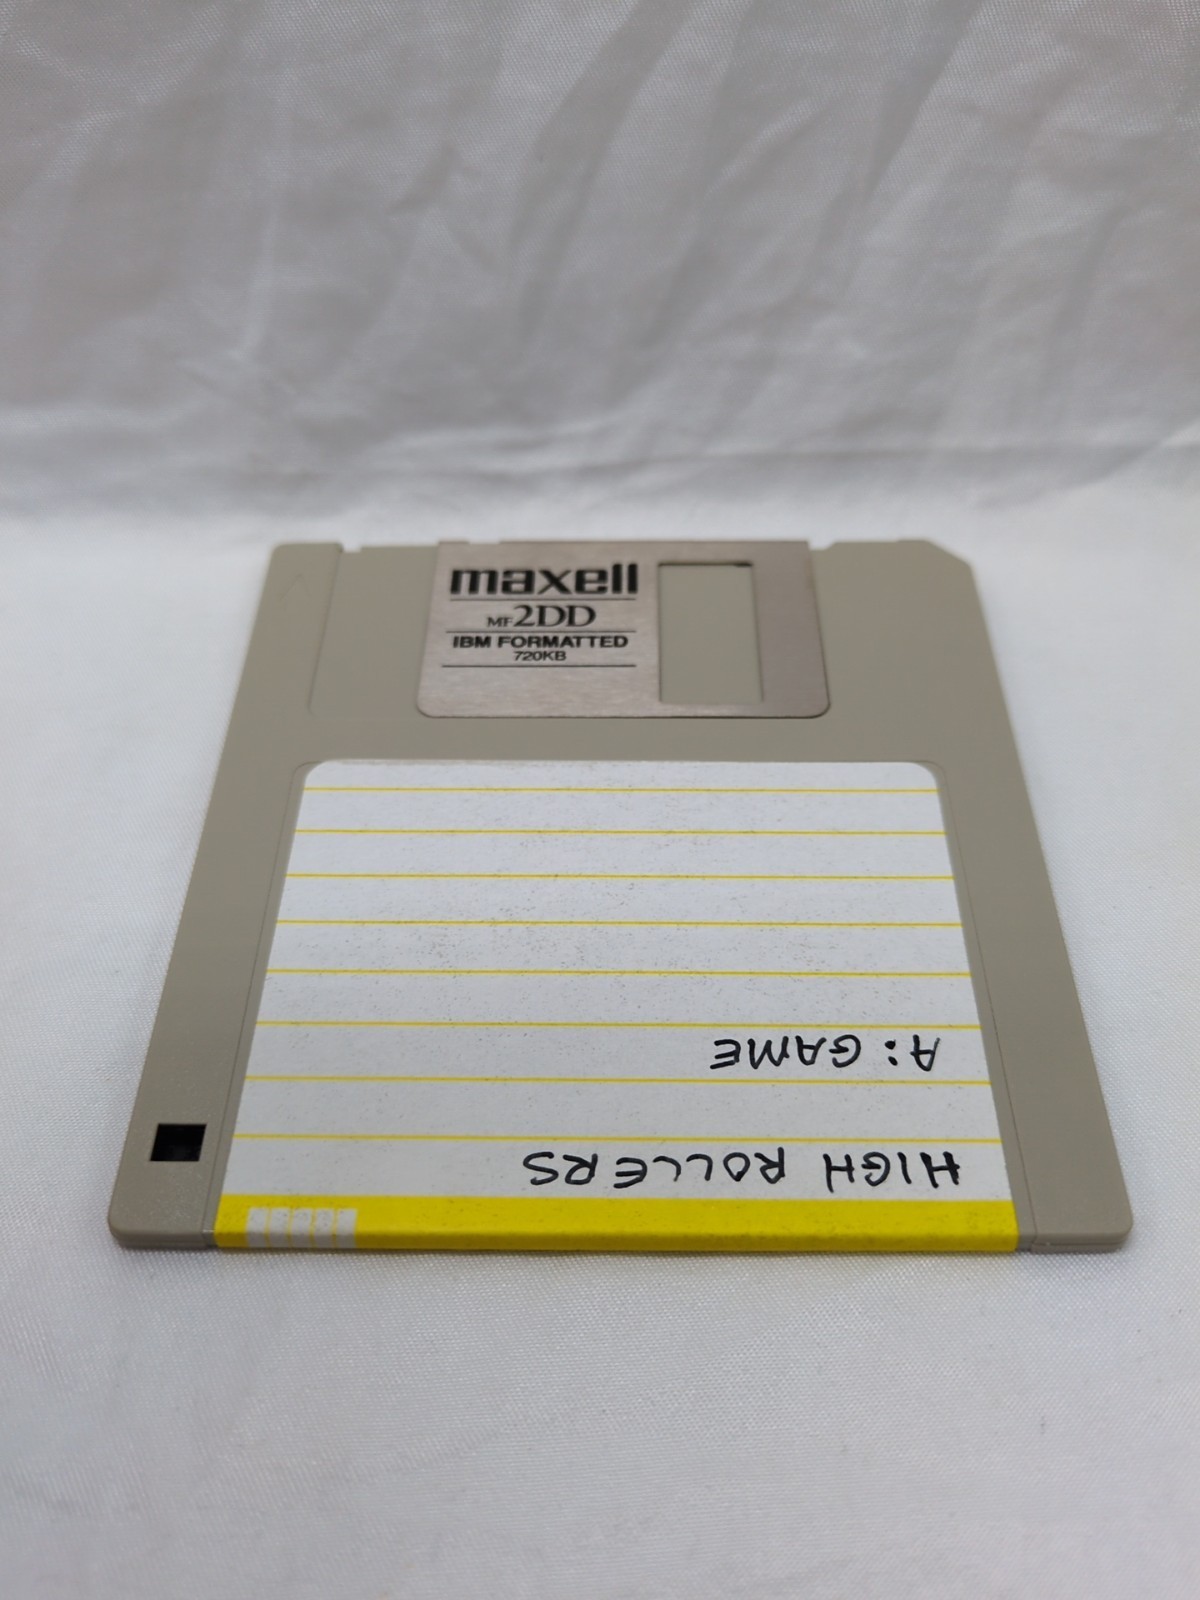 maxell
MF2DD
IBM FORMATTED
720KB
HIGH ROLLERS
A: GAME